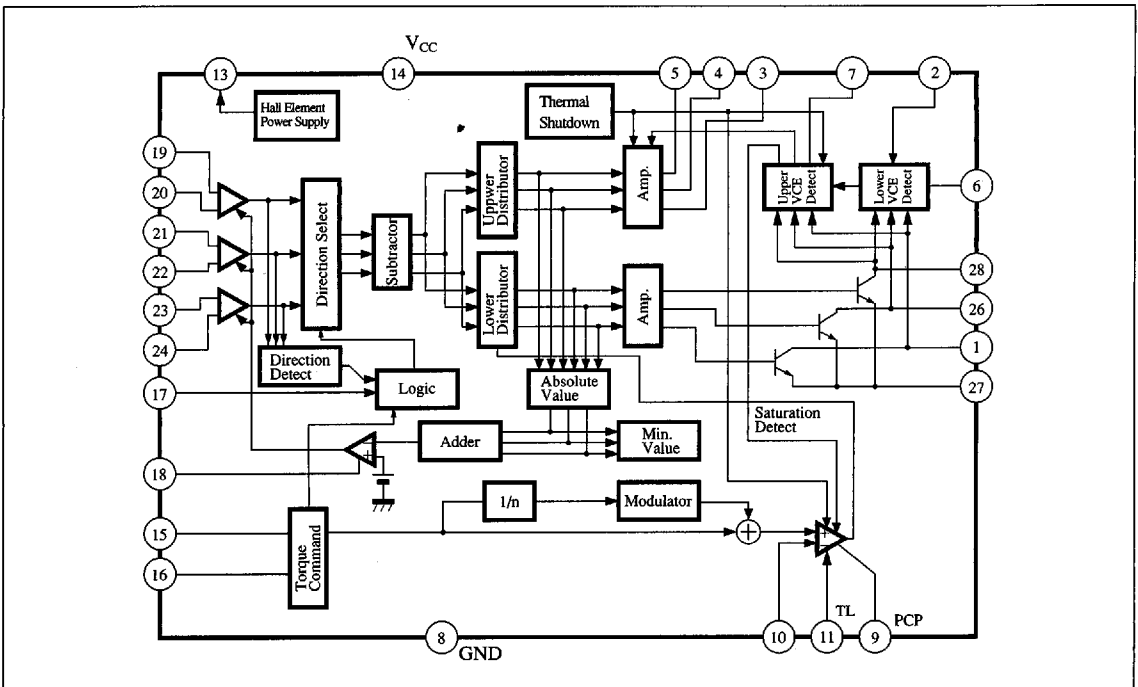 V_CC
13
14
5
4
3
7
2
Hall Element
Power Supply
Thermal
Shutdown
19
20
21
22
23
24
17
18
15
16
Direction Select
Subtractor
Uppwer
Distributor
Lower
Distributor
Amp.
Amp.
Upper
VCE
Detect
Lower
VCE
Detect
6
28
26
1
27
Direction
Detect
Logic
Absolute
Value
Saturation
Detect
Adder
Min.
Value
1/n
Modulator
Torque
Command
+
−
+
+
−
8
GND
10
TL
11
PCP
9